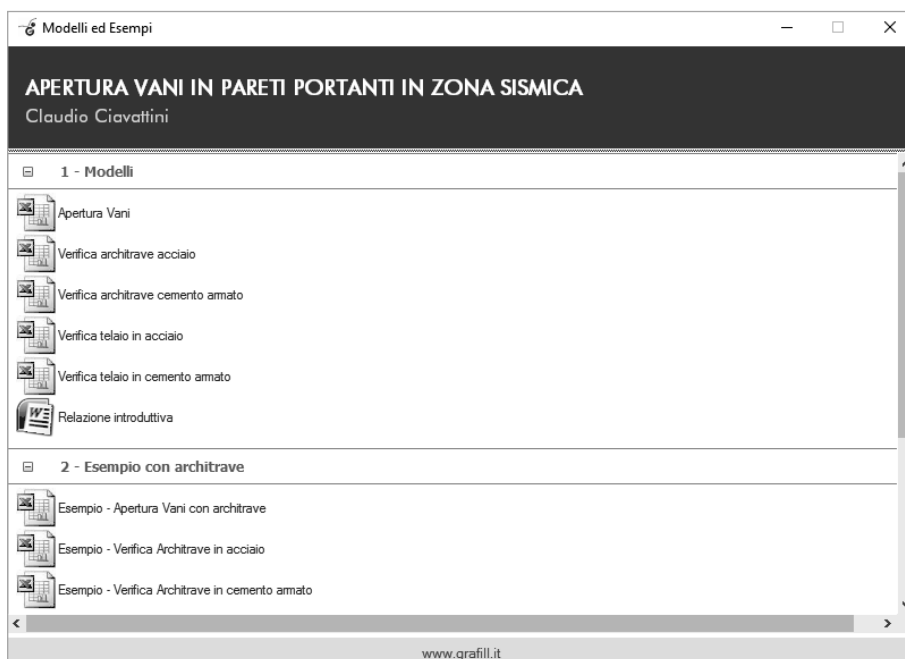 Modelli ed Esempi
APERTURA VANI IN PARETI PORTANTI IN ZONA SISMICA
Claudio Ciavattini
1 - Modelli
Apertura Vani
Verifica architrave acciaio
Verifica architrave cemento armato
Verifica telaio in acciaio
Verifica telaio in cemento armato
Relazione introduttiva
2 - Esempio con architrave
Esempio - Apertura Vani con architrave
Esempio - Verifica Architrave in acciaio
Esempio - Verifica Architrave in cemento armato
www.grafill.it